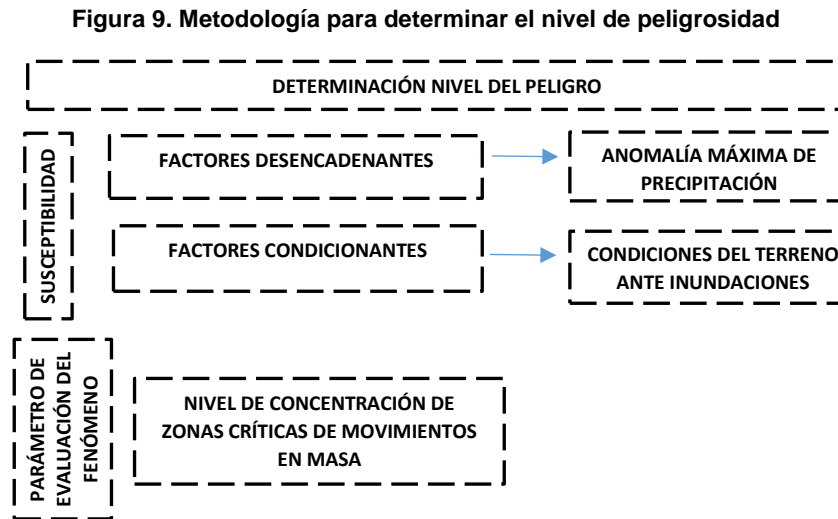 Figura 9. Metodología para determinar el nivel de peligrosidad
DETERMINACIÓN NIVEL DEL PELIGRO
SUSCEPTIBILIDAD
FACTORES DESENCADENANTES
ANOMALÍA MÁXIMA DE
PRECIPITACIÓN
FACTORES CONDICIONANTES
CONDICIONES DEL TERRENO
ANTE INUNDACIONES
PARÁMETRO DE
EVALUACIÓN DEL
FENÓMENO
NIVEL DE CONCENTRACIÓN DE
ZONAS CRÍTICAS DE MOVIMIENTOS
EN MASA